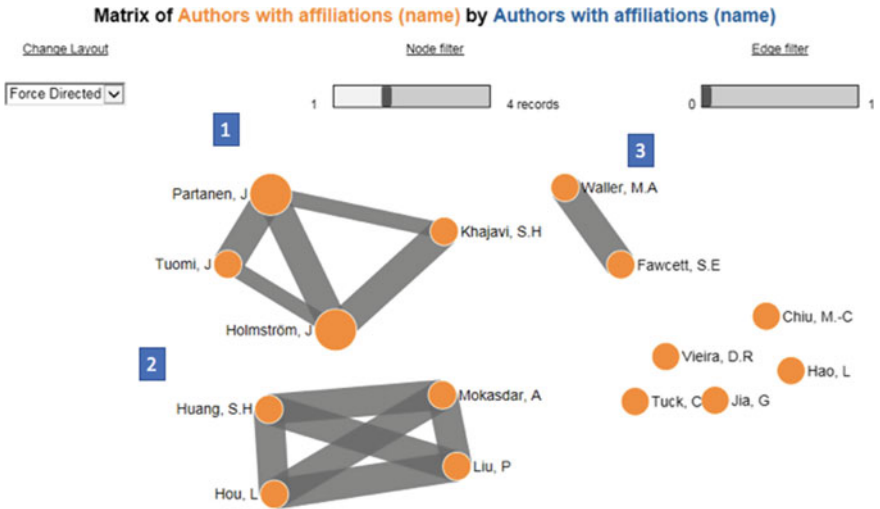 Matrix of Authors with affiliations (name) by Authors with affiliations (name)
Change Layout
Node filter
Edge filter
Force Directed
1
4 records
0
1
1
3
Partanen, J
Waller, M.A
Khajavi, S.H
Tuomi, J
Fawcett, S.E
Holmström, J
Chiu, M.-C
Vieira, D.R
Hao, L
2
Huang, S.H
Mokasdar, A
Tuck, C
Jia, G
Liu, P
Hou, L